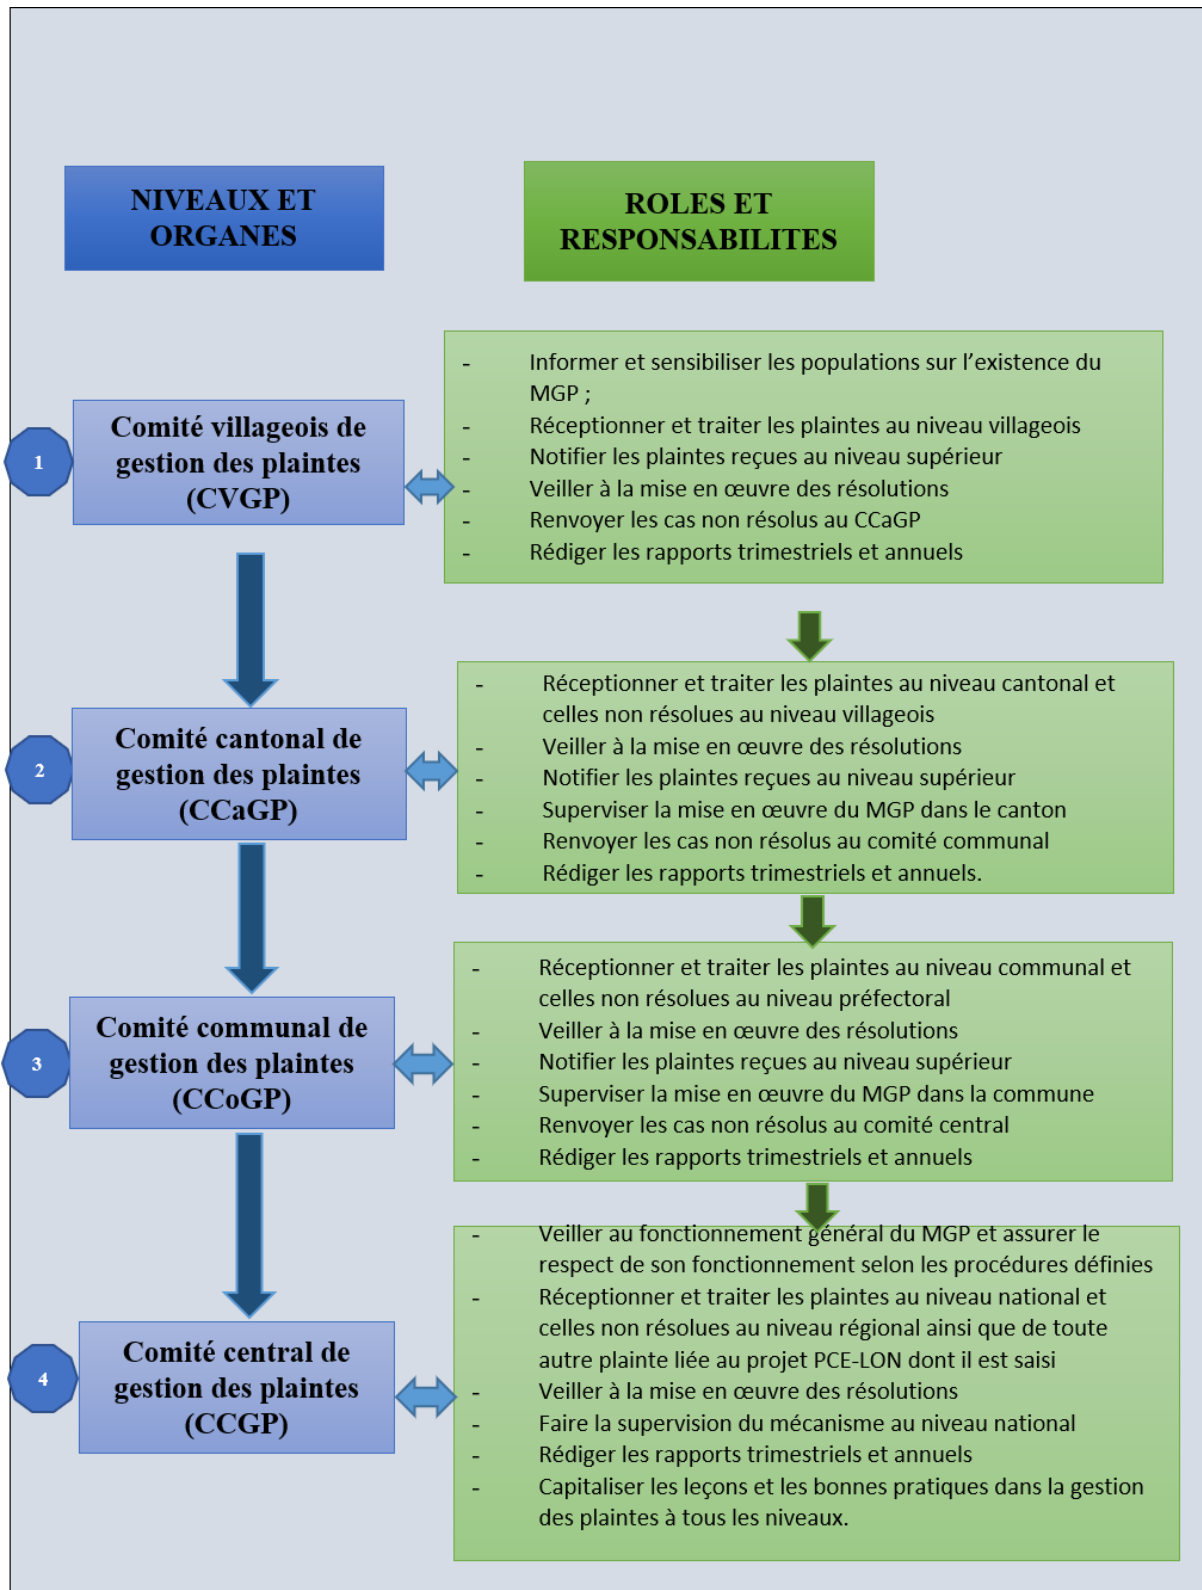 NIVEAUX ET
ORGANES
ROLES ET
RESPONSABILITES
1
Comité villageois de
gestion des plaintes
(CVGP)
- Informer et sensibiliser les populations sur l’existence du
MGP ;
- Réceptionner et traiter les plaintes au niveau villageois
- Notifier les plaintes reçues au niveau supérieur
- Veiller à la mise en œuvre des résolutions
- Renvoyer les cas non résolus au CCaGP
- Rédiger les rapports trimestriels et annuels
2
Comité cantonal de
gestion des plaintes
(CCaGP)
- Réceptionner et traiter les plaintes au niveau cantonal et
celles non résolues au niveau villageois
- Veiller à la mise en œuvre des résolutions
- Notifier les plaintes reçues au niveau supérieur
- Superviser la mise en œuvre du MGP dans le canton
- Renvoyer les cas non résolus au comité communal
- Rédiger les rapports trimestriels et annuels.
3
Comité communal de
gestion des plaintes
(CCoGP)
- Réceptionner et traiter les plaintes au niveau communal et
celles non résolues au niveau préfectoral
- Veiller à la mise en œuvre des résolutions
- Notifier les plaintes reçues au niveau supérieur
- Superviser la mise en œuvre du MGP dans la commune
- Renvoyer les cas non résolus au comité central
- Rédiger les rapports trimestriels et annuels
4
Comité central de
gestion des plaintes
(CCGP)
- Veiller au fonctionnement général du MGP et assurer le
respect de son fonctionnement selon les procédures définies
- Réceptionner et traiter les plaintes au niveau national et
celles non résolues au niveau régional ainsi que de toute
autre plainte liée au projet PCE-LON dont il est saisi
- Veiller à la mise en œuvre des résolutions
- Faire la supervision du mécanisme au niveau national
- Rédiger les rapports trimestriels et annuels
- Capitaliser les leçons et les bonnes pratiques dans la gestion
des plaintes à tous les niveaux.